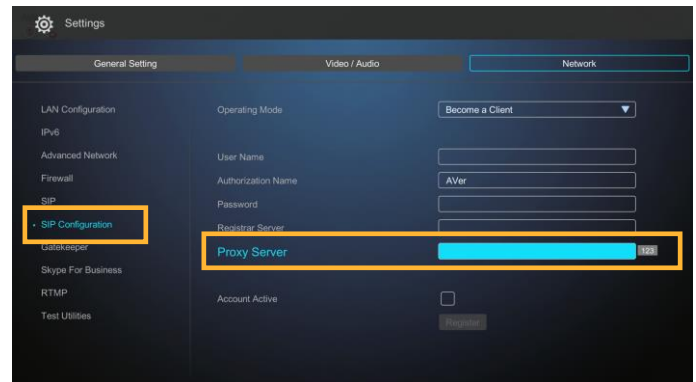 Settings
General Setting
Video / Audio
Network
LAN Configuration
IPv6
Advanced Network
Firewall
SIP
SIP Configuration
Gatekeeper
Skype For Business
RTMP
Test Utilities
Operating Mode
Become a Client
User Name
Authorization Name
AVer
Password
Registrar Server
Proxy Server
123
Account Active
Register